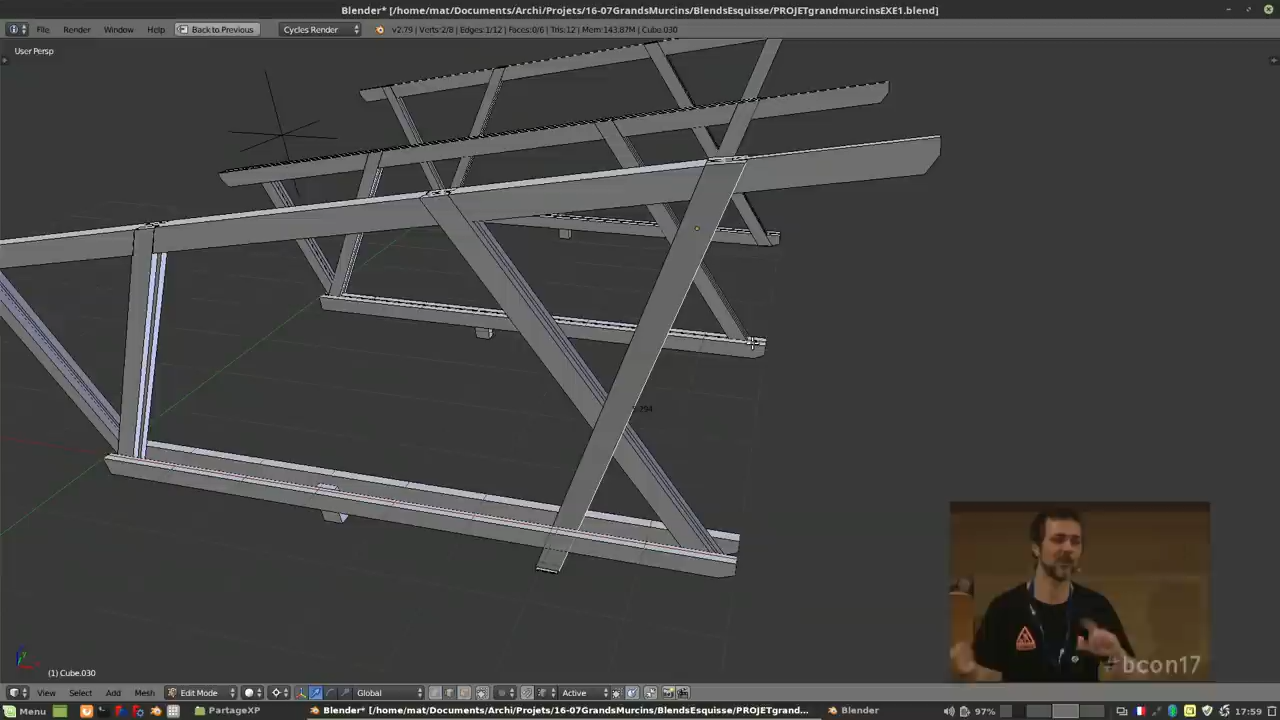 Blender* [/home/mat/Documents/Archi/Projets/16-07GrandsMurcins/BlendsEsquisse/PROJETgrandmurcinsEXE1.blend]
File Render Window Help Back to Previous Cycles Render v2.79 | Verts:2/8 | Edges:1/12 | Faces:0/6 | Tris:12 | Mem:143.87M | Cube.030
User Persp
#bcon17
(1) Cube.030
View Select Add Mesh Edit Mode Global Active
Menu PartageXP Blender* [/home/mat/Documents/Archi/Projets/16-07GrandsMurcins/BlendsEsquisse/PROJETgrandm... Blender 97% 17:59